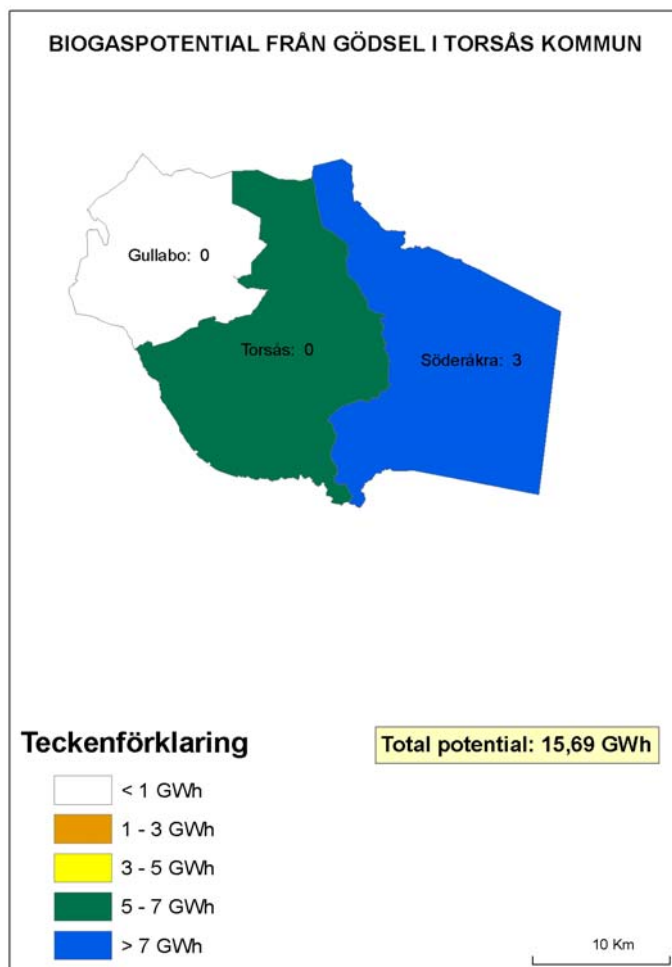 BIOGASPOTENTIAL FRÅN GÖDSEL I TORSÅS KOMMUN
Gullabo: 0
Torsås: 0
Söderåkra: 3
Teckenförklaring
Total potential: 15,69 GWh
< 1 GWh
1 - 3 GWh
3 - 5 GWh
5 - 7 GWh
> 7 GWh
10 Km